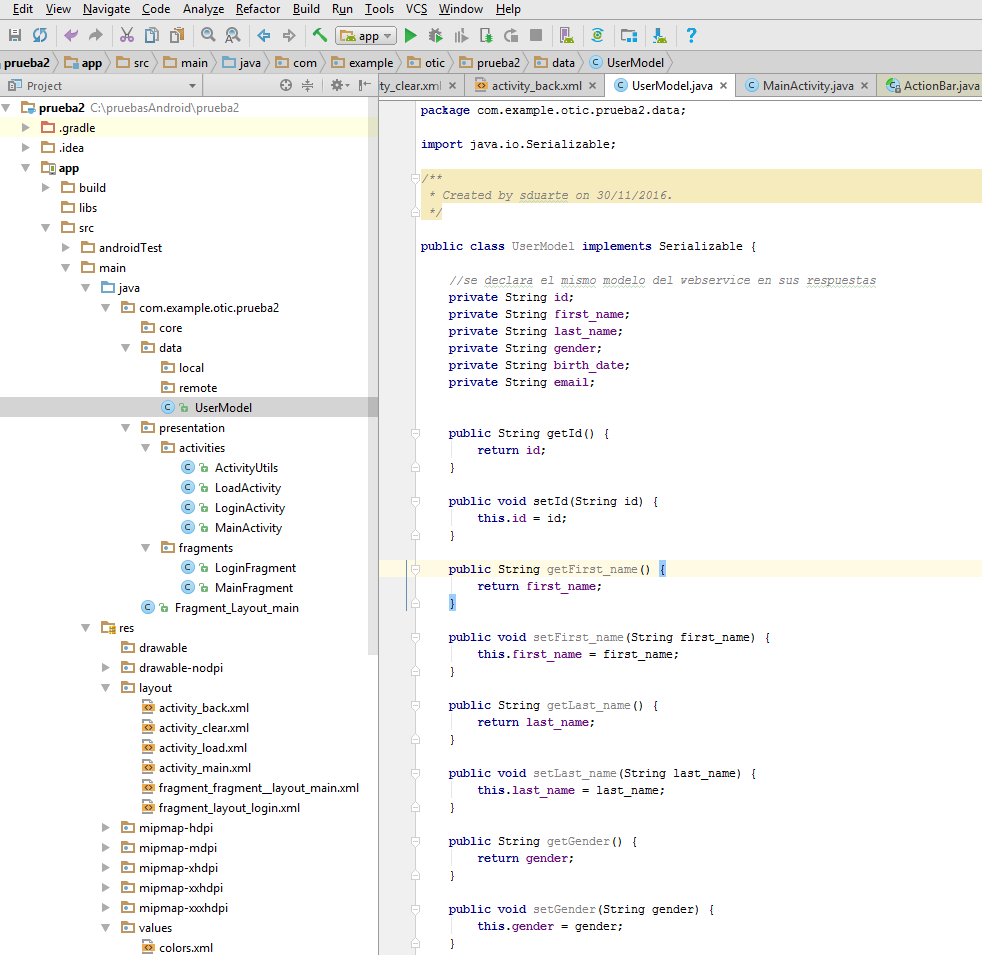 Edit View Navigate Code Analyze Refactor Build Run Tools VCS Window Help
app
prueba2 app src main java com example otic prueba2 data UserModel
Project
ty_clear.xml activity_back.xml UserModel.java MainActivity.java ActionBar.java
prueba2 C:\pruebasAndroid\prueba2
.gradle
.idea
app
build
libs
src
androidTest
main
java
com.example.otic.prueba2
core
data
local
remote
UserModel
presentation
activities
ActivityUtils
LoadActivity
LoginActivity
MainActivity
fragments
LoginFragment
MainFragment
Fragment_Layout_main
res
drawable
drawable-nodpi
layout
activity_back.xml
activity_clear.xml
activity_load.xml
activity_main.xml
fragment_fragment__layout_main.xml
fragment_layout_login.xml
mipmap-hdpi
mipmap-mdpi
mipmap-xhdpi
mipmap-xxhdpi
mipmap-xxxhdpi
values
colors.xml
package com.example.otic.prueba2.data;
import java.io.Serializable;
/**
* Created by sduarte on 30/11/2016.
*/
public class UserModel implements Serializable {
//se declara el mismo modelo del webservice en sus respuestas
private String id;
private String first_name;
private String last_name;
private String gender;
private String birth_date;
private String email;
public String getId() {
return id;
}
public void setId(String id) {
this.id = id;
}
public String getFirst_name() {
return first_name;
}
public void setFirst_name(String first_name) {
this.first_name = first_name;
}
public String getLast_name() {
return last_name;
}
public void setLast_name(String last_name) {
this.last_name = last_name;
}
public String getGender() {
return gender;
}
public void setGender(String gender) {
this.gender = gender;
}